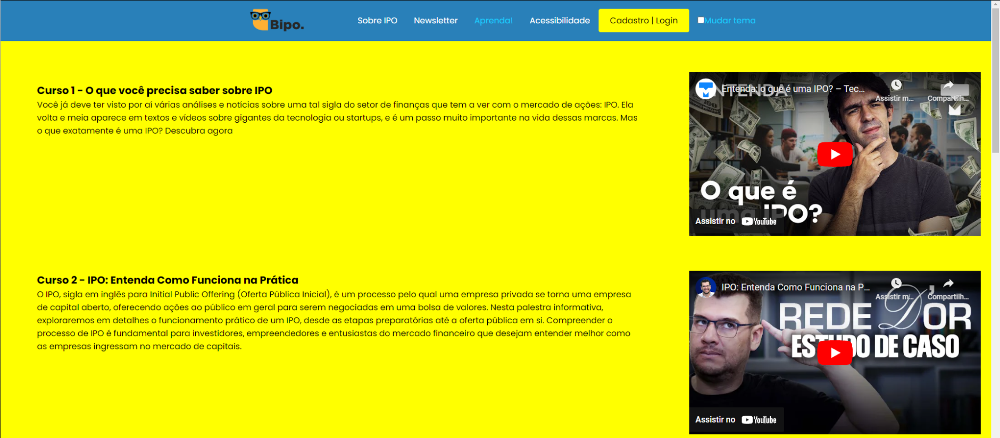 Bipo.
Sobre IPO
Newsletter
Aprenda!
Acessibilidade
Cadastro | Login
Mudar tema
Curso 1 - O que você precisa saber sobre IPO
Você já deve ter visto por aí várias análises e notícias sobre uma tal sigla do setor de finanças que tem a ver com o mercado de ações: IPO. Ela
volta e meia aparece em textos e vídeos sobre gigantes da tecnologia ou startups, e é um passo muito importante na vida dessas marcas. Mas
o que exatamente é uma IPO? Descubra agora
ENTENDA
Entenda: o que é uma IPO? – Tec...
Assistir m...
Compartilh...
O que é
uma IPO?
Assistir no YouTube
Curso 2 - IPO: Entenda Como Funciona na Prática
O IPO, sigla em inglês para Initial Public Offering (Oferta Pública Inicial), é um processo pelo qual uma empresa privada se torna uma empresa
de capital aberto, oferecendo ações ao público em geral para serem negociadas em uma bolsa de valores. Nesta palestra informativa,
exploraremos em detalhes o funcionamento prático de um IPO, desde as etapas preparatórias até a oferta pública em si. Compreender o
processo de IPO é fundamental para investidores, empreendedores e entusiastas do mercado financeiro que desejam entender melhor como
as empresas ingressam no mercado de capitais.
IPO: Entenda Como Funciona na P...
Assistir m...
Compartilh...
REDE D'OR
ESTUDO DE CASO
Assistir no YouTube